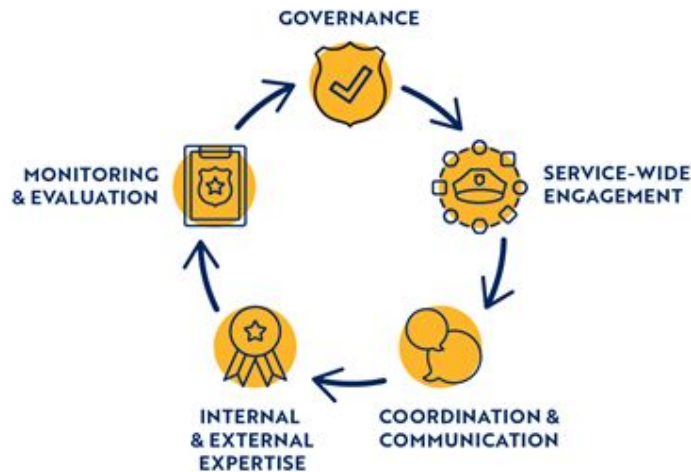 GOVERNANCE
SERVICE-WIDE
ENGAGEMENT
COORDINATION &
COMMUNICATION
INTERNAL
& EXTERNAL
EXPERTISE
MONITORING
& EVALUATION